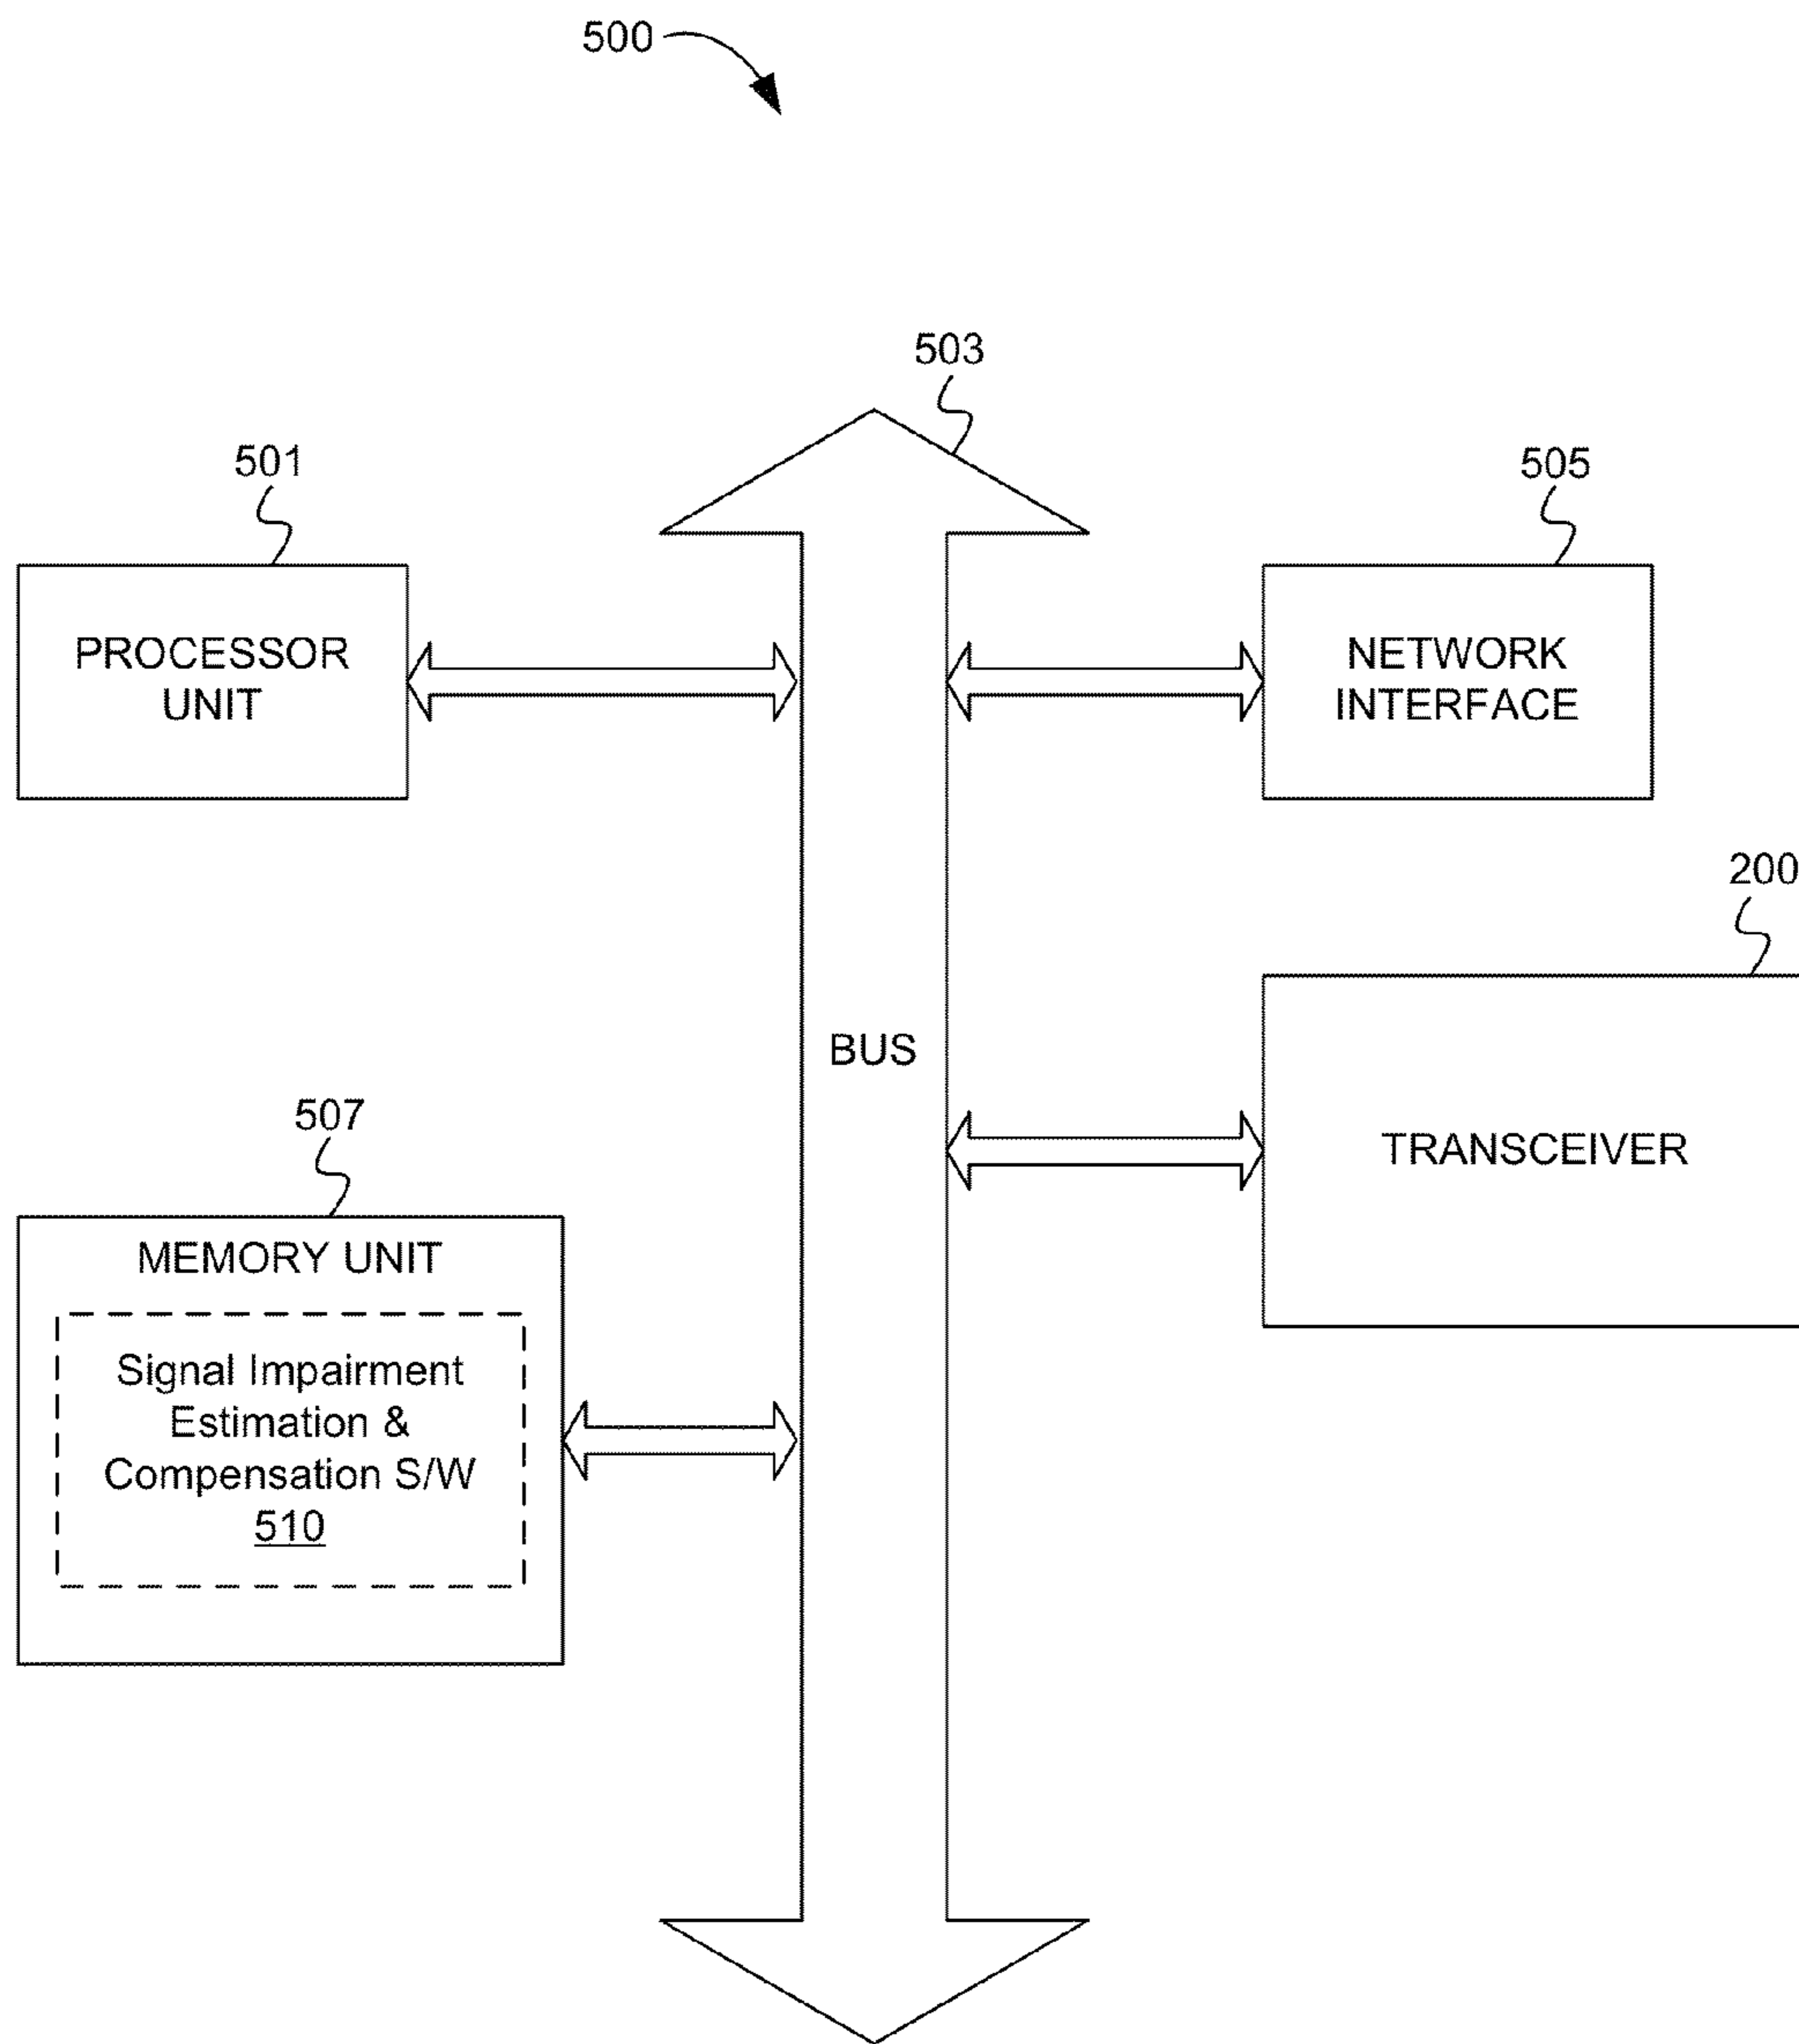 500
503
501
505
PROCESSOR
UNIT
NETWORK
INTERFACE
200
BUS
TRANSCEIVER
507
MEMORY UNIT
Signal Impairment
Estimation &
Compensation S/W
510